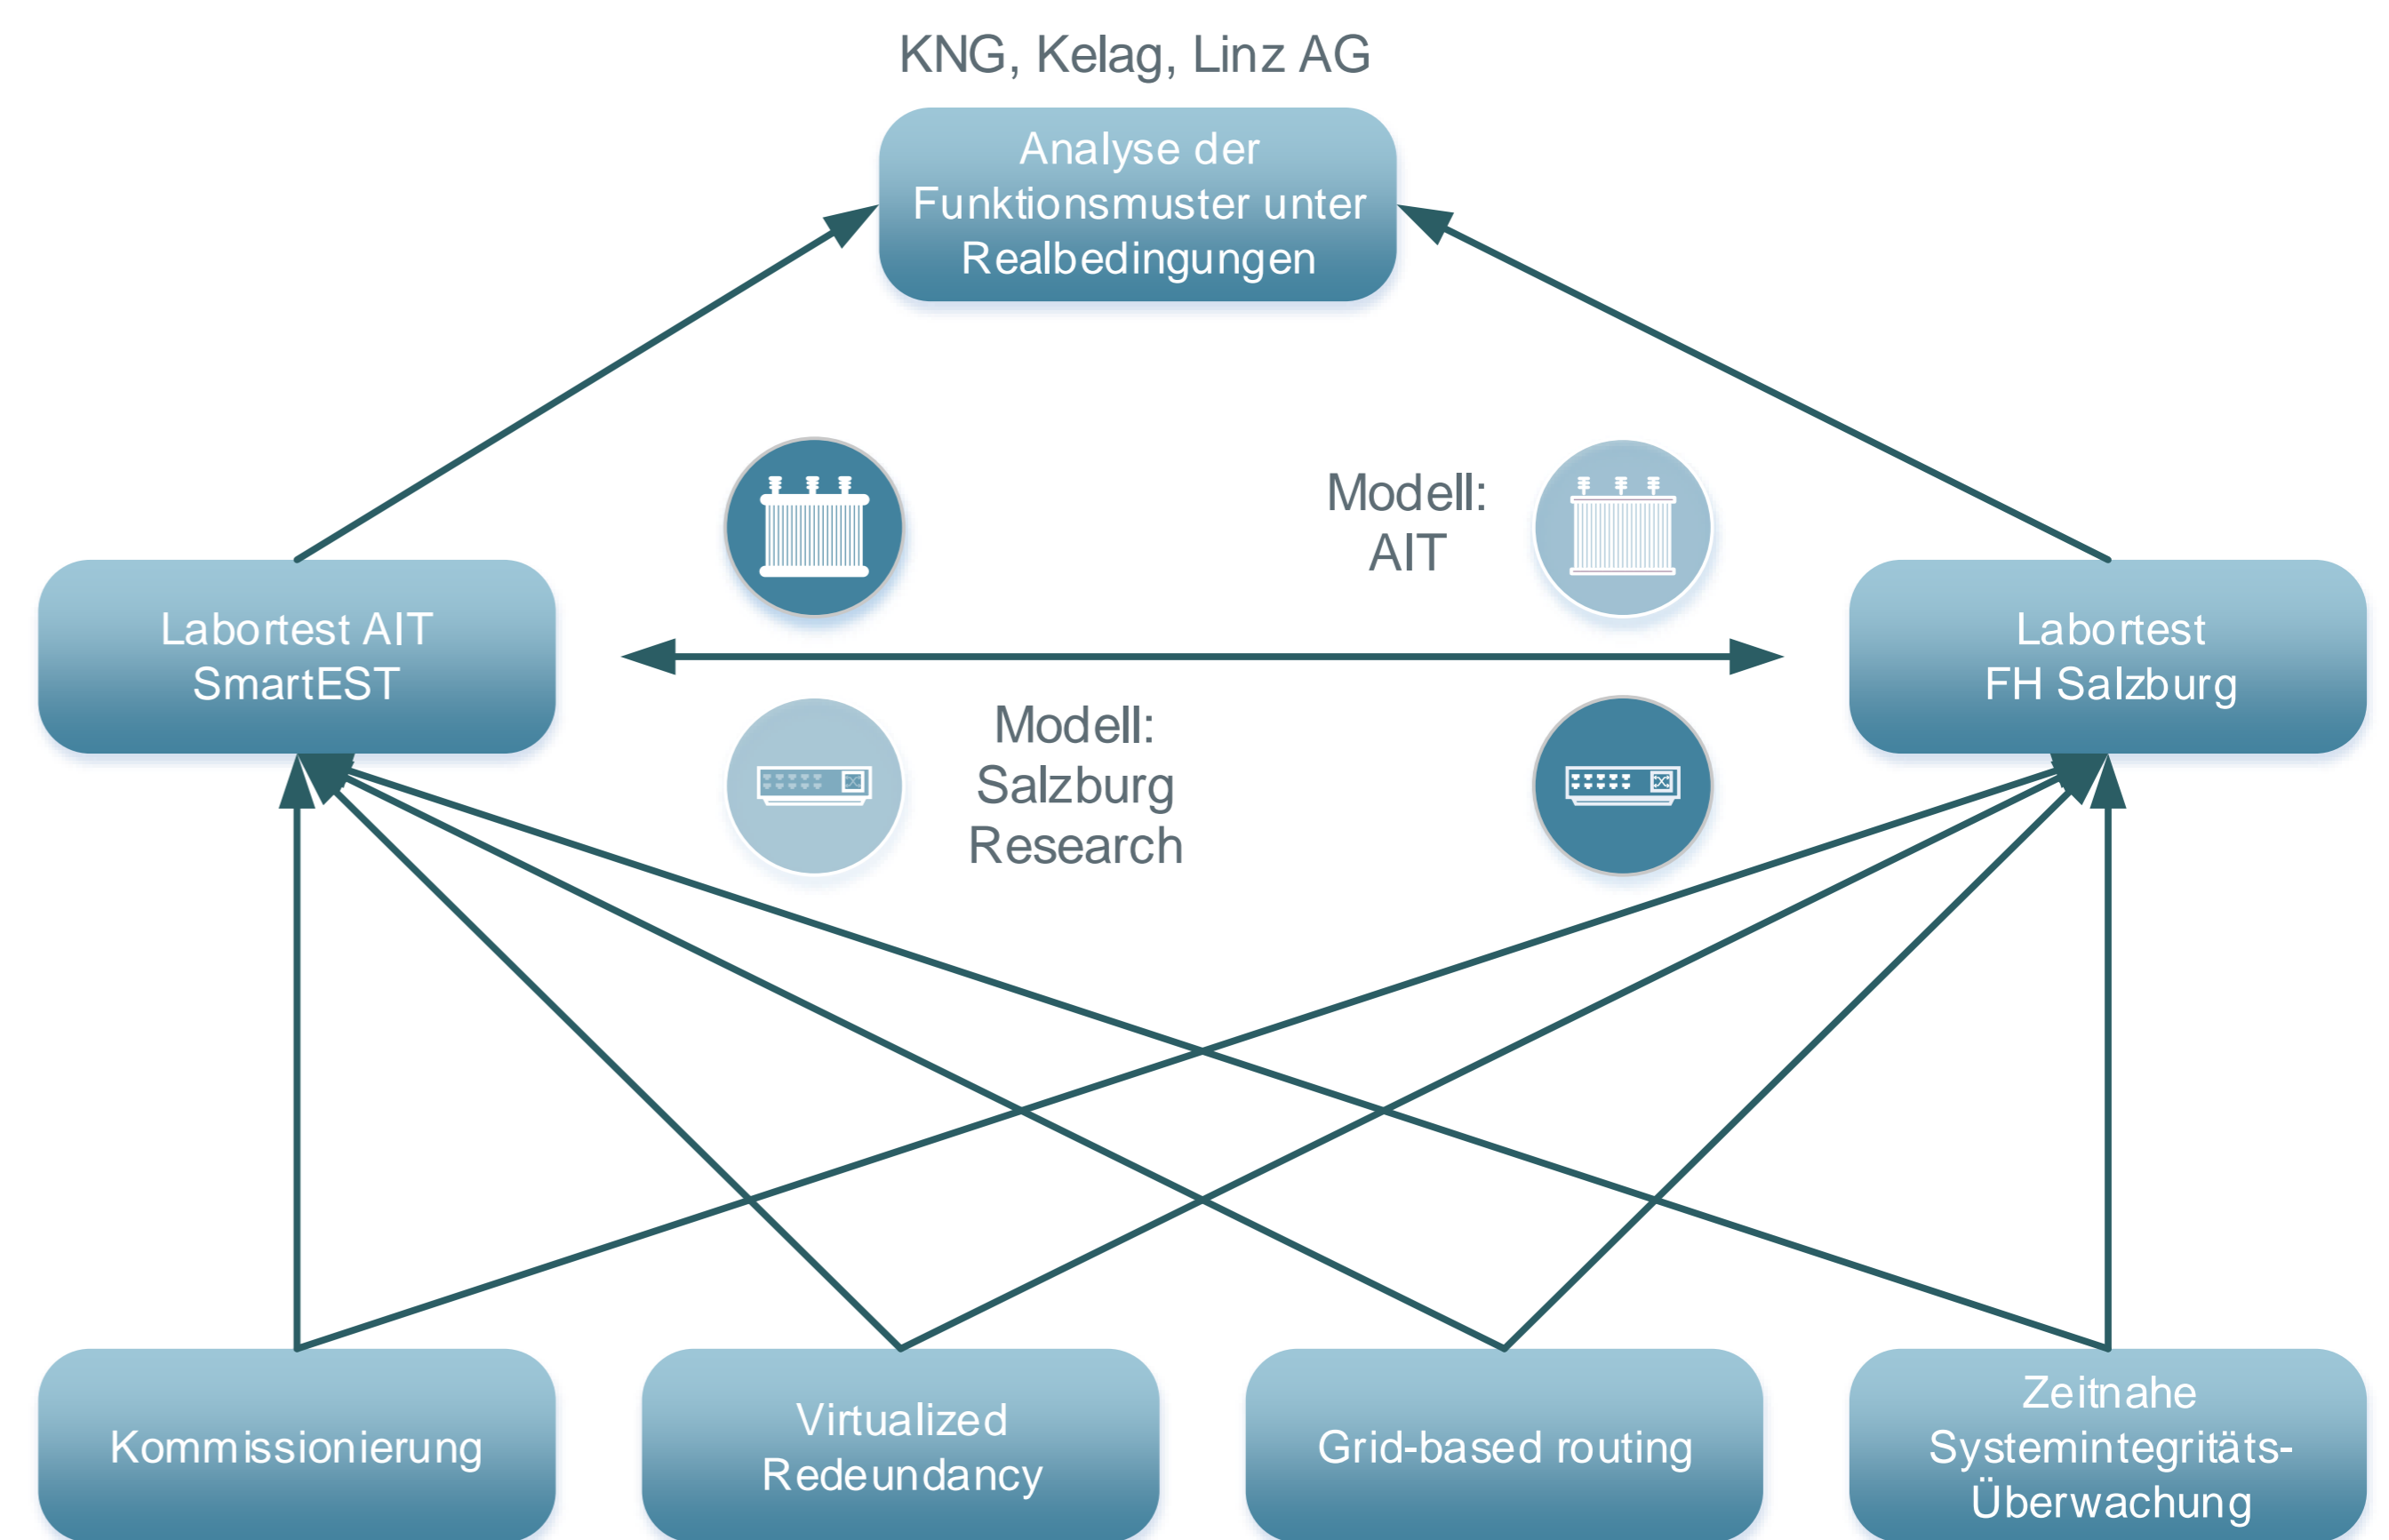 KNG, Kelag, Linz AG
Analyse der
Funktionsmuster unter
Realbedingungen
Modell:
AIT
Labortest AIT
SmartEST
Labortest
FH Salzburg
Modell:
Salzburg
Research
Kommissionierung
Virtualized
Redeundancy
Grid-based routing
Zeitnahe
Systemintegritäts-
Überwachung